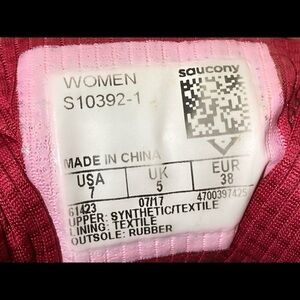 WOMEN
saucony
S10392-1
MADE IN CHINA
USA UK EUR
7 5 38
61423 07/17 4700397425
UPPER: SYNTHETIC/TEXTILE
LINING: TEXTILE
OUTSOLE: RUBBER